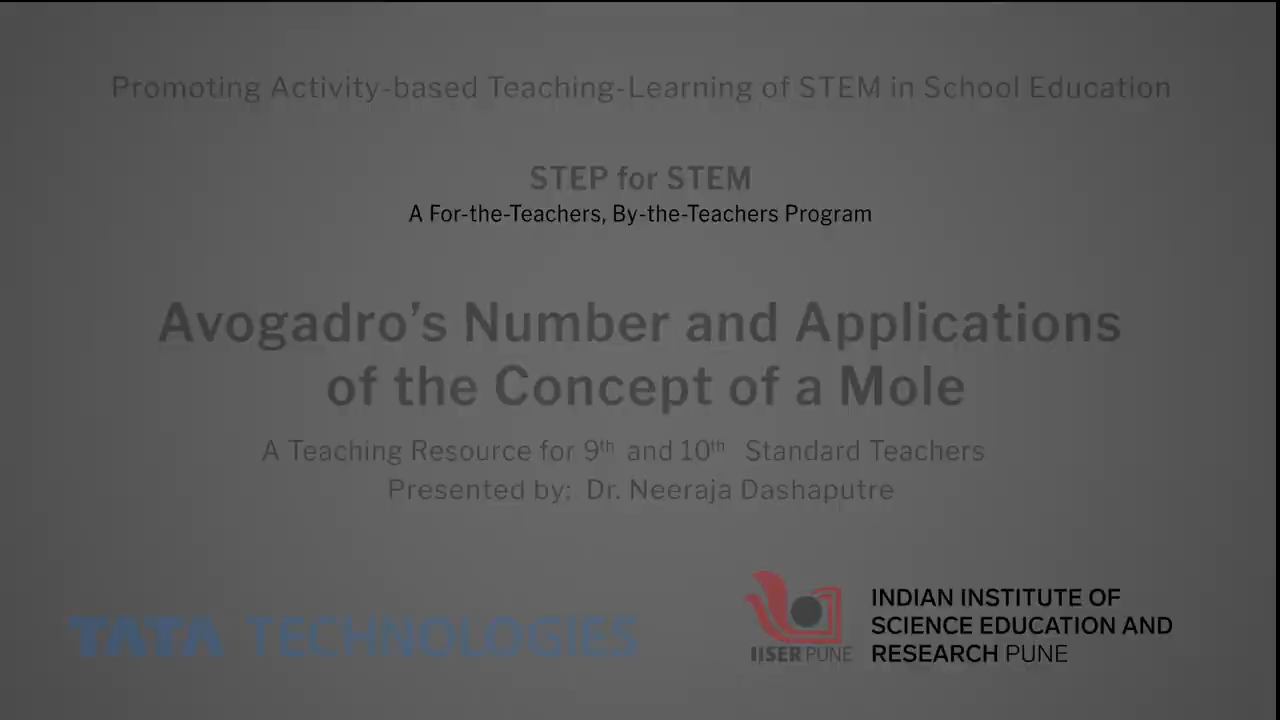 Promoting Activity-based Teaching-Learning of STEM in School Education
STEP for STEM
A For-the-Teachers, By-the-Teachers Program
Avogadro's Number and Applications
of the Concept of a Mole
A Teaching Resource for 9th and 10th Standard Teachers
Presented by: Dr. Neeraja Dashaputre
TATA TECHNOLOGIES
IISER PUNE
INDIAN INSTITUTE OF
SCIENCE EDUCATION AND
RESEARCH PUNE